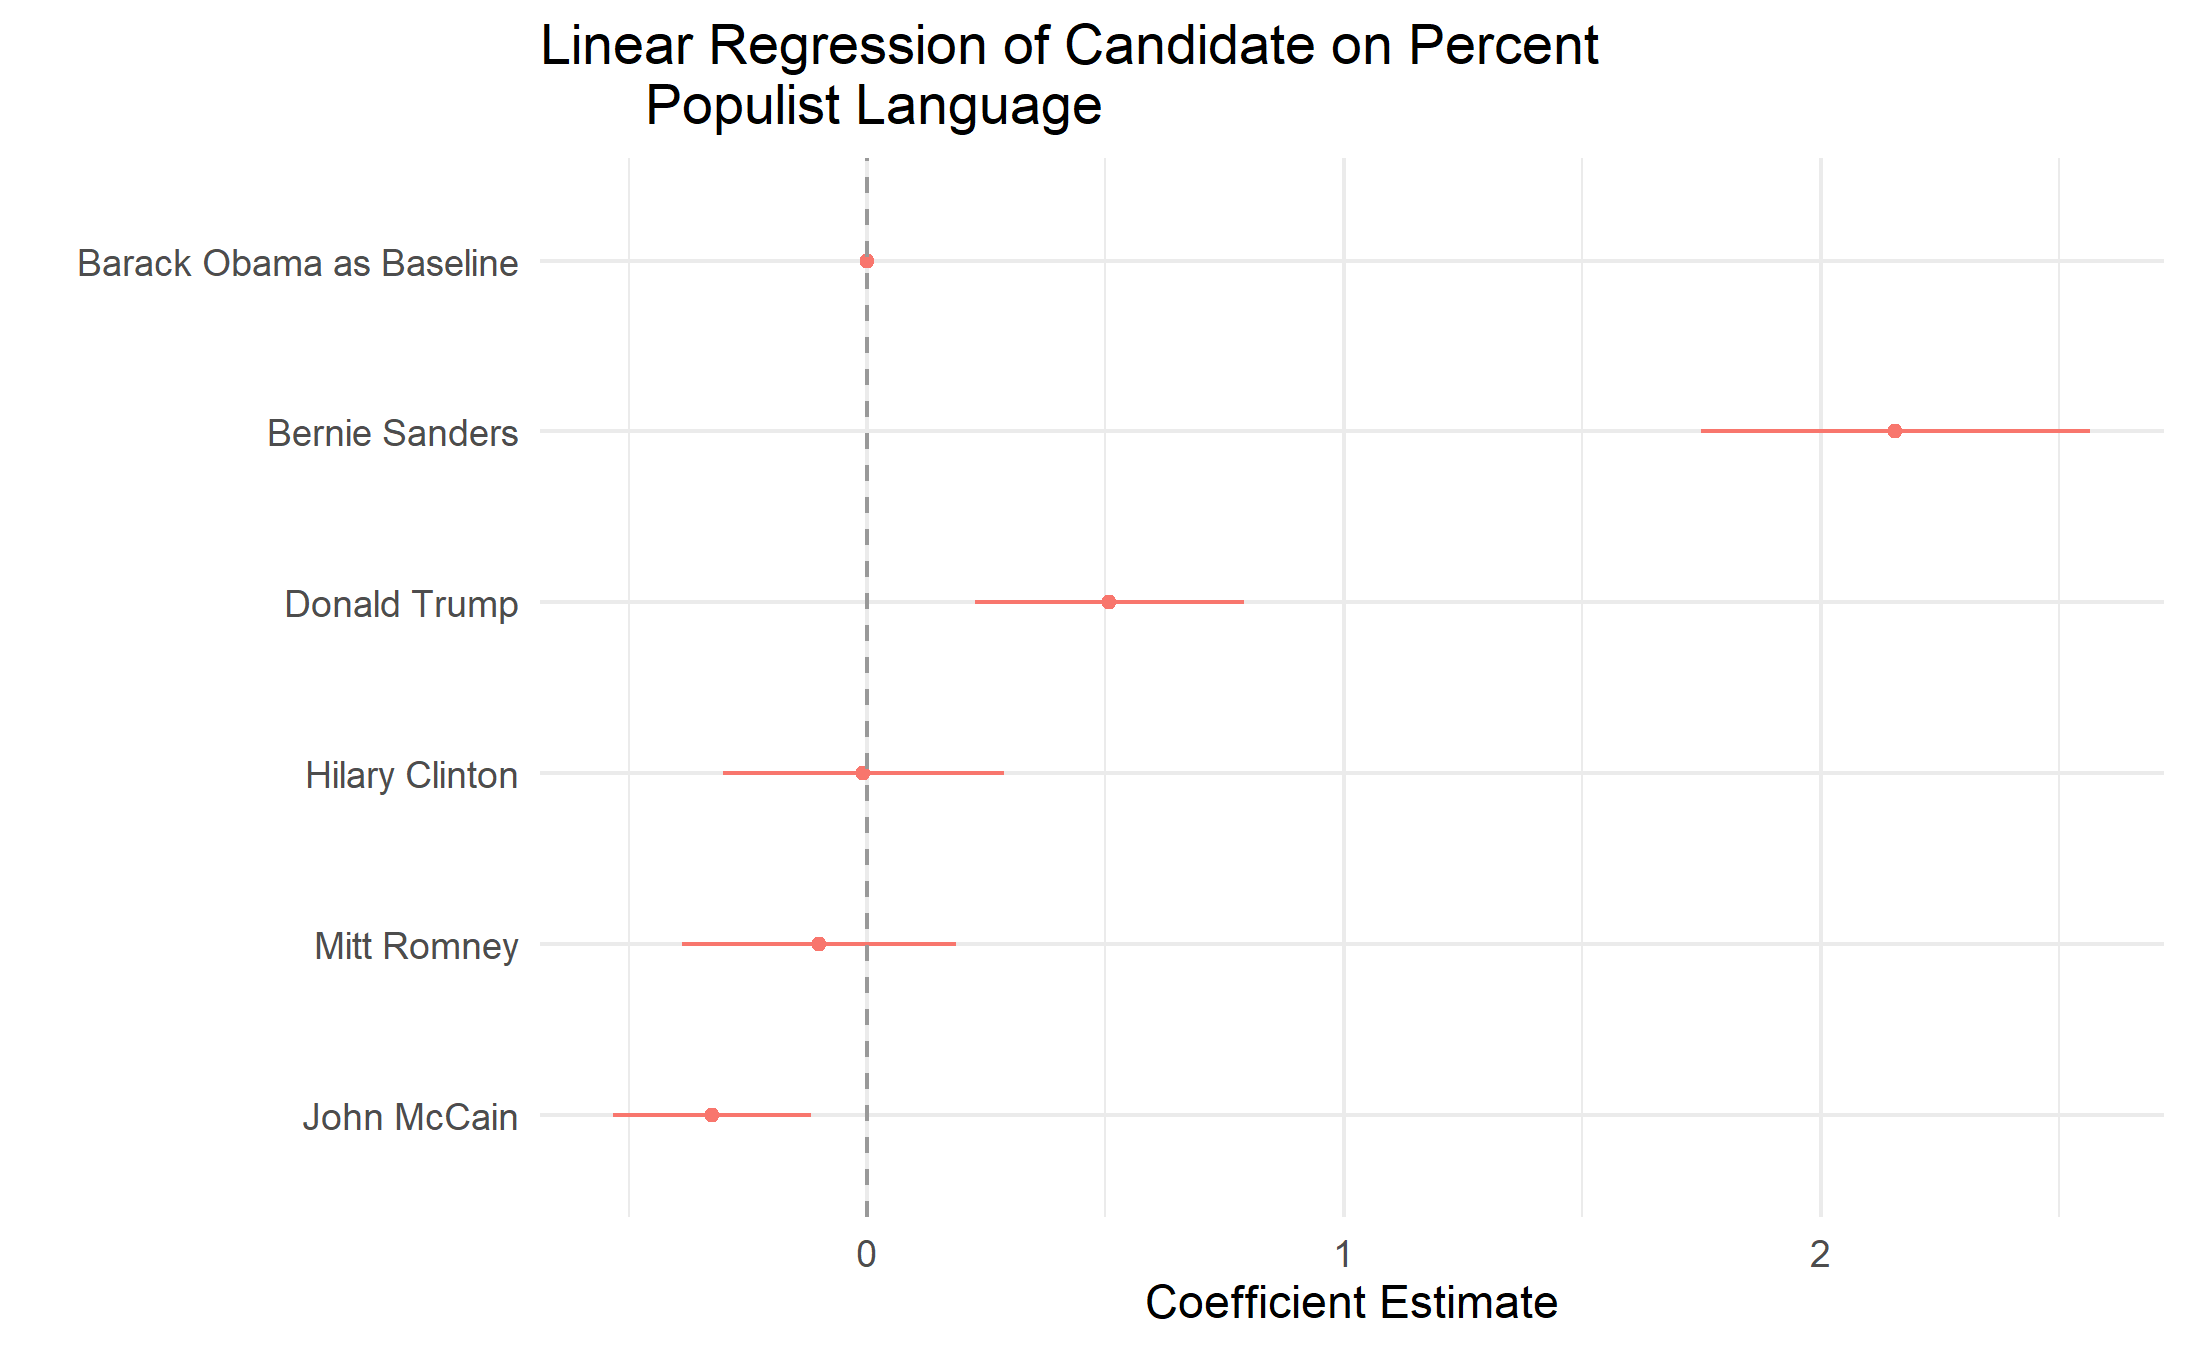 Linear Regression of Candidate on Percent
Populist Language
Barack Obama as Baseline
Bernie Sanders
Donald Trump
Hilary Clinton
Mitt Romney
John McCain
0 1 2
Coefficient Estimate